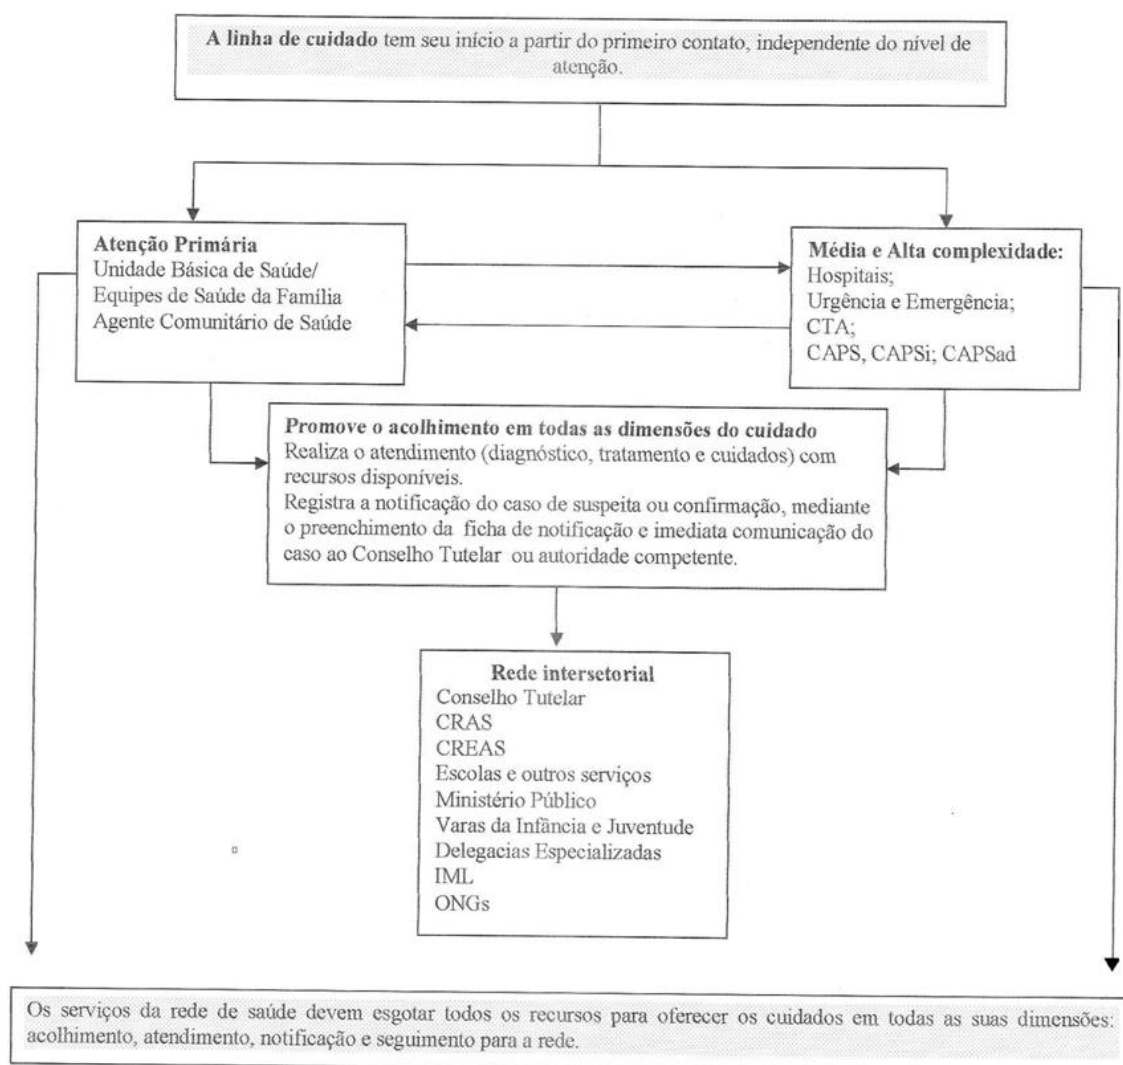 A linha de cuidado tem seu início a partir do primeiro contato, independente do nível de
atenção.
Atenção Primária
Unidade Básica de Saúde/
Equipes de Saúde da Família
Agente Comunitário de Saúde
Média e Alta complexidade:
Hospitais;
Urgência e Emergência;
CTA;
CAPS, CAPSi; CAPSad
Promove o acolhimento em todas as dimensões do cuidado
Realiza o atendimento (diagnóstico, tratamento e cuidados) com
recursos disponíveis.
Registra a notificação do caso de suspeita ou confirmação, mediante
o preenchimento da ficha de notificação e imediata comunicação do
caso ao Conselho Tutelar ou autoridade competente.
Rede intersetorial
Conselho Tutelar
CRAS
CREAS
Escolas e outros serviços
Ministério Público
Varas da Infância e Juventude
Delegacias Especializadas
IML
ONGs
Os serviços da rede de saúde devem esgotar todos os recursos para oferecer os cuidados em todas as suas dimensões:
acolhimento, atendimento, notificação e seguimento para a rede.